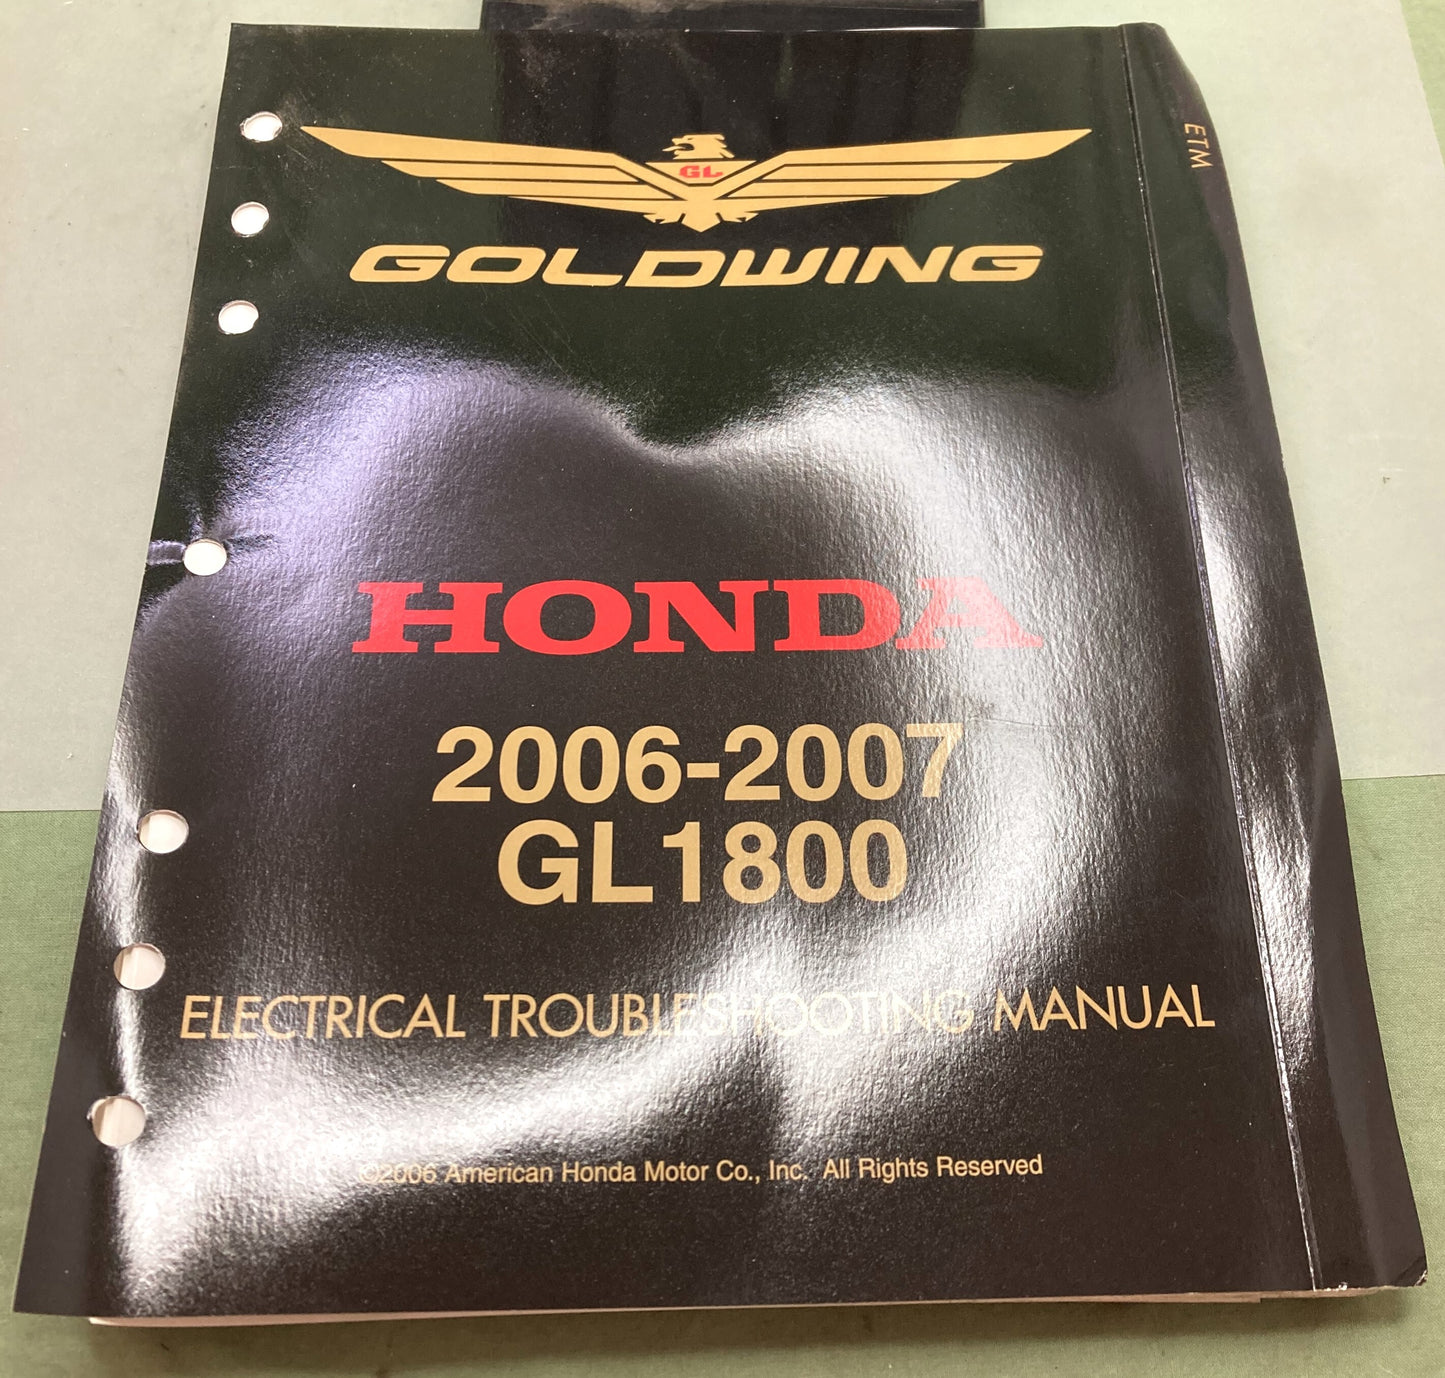 GL
GOLDWING
ETM
HONDA
2006-2007
GL1800
ELECTRICAL TROUBLESHOOTING MANUAL
©2006 American Honda Motor Co., Inc. All Rights Reserved